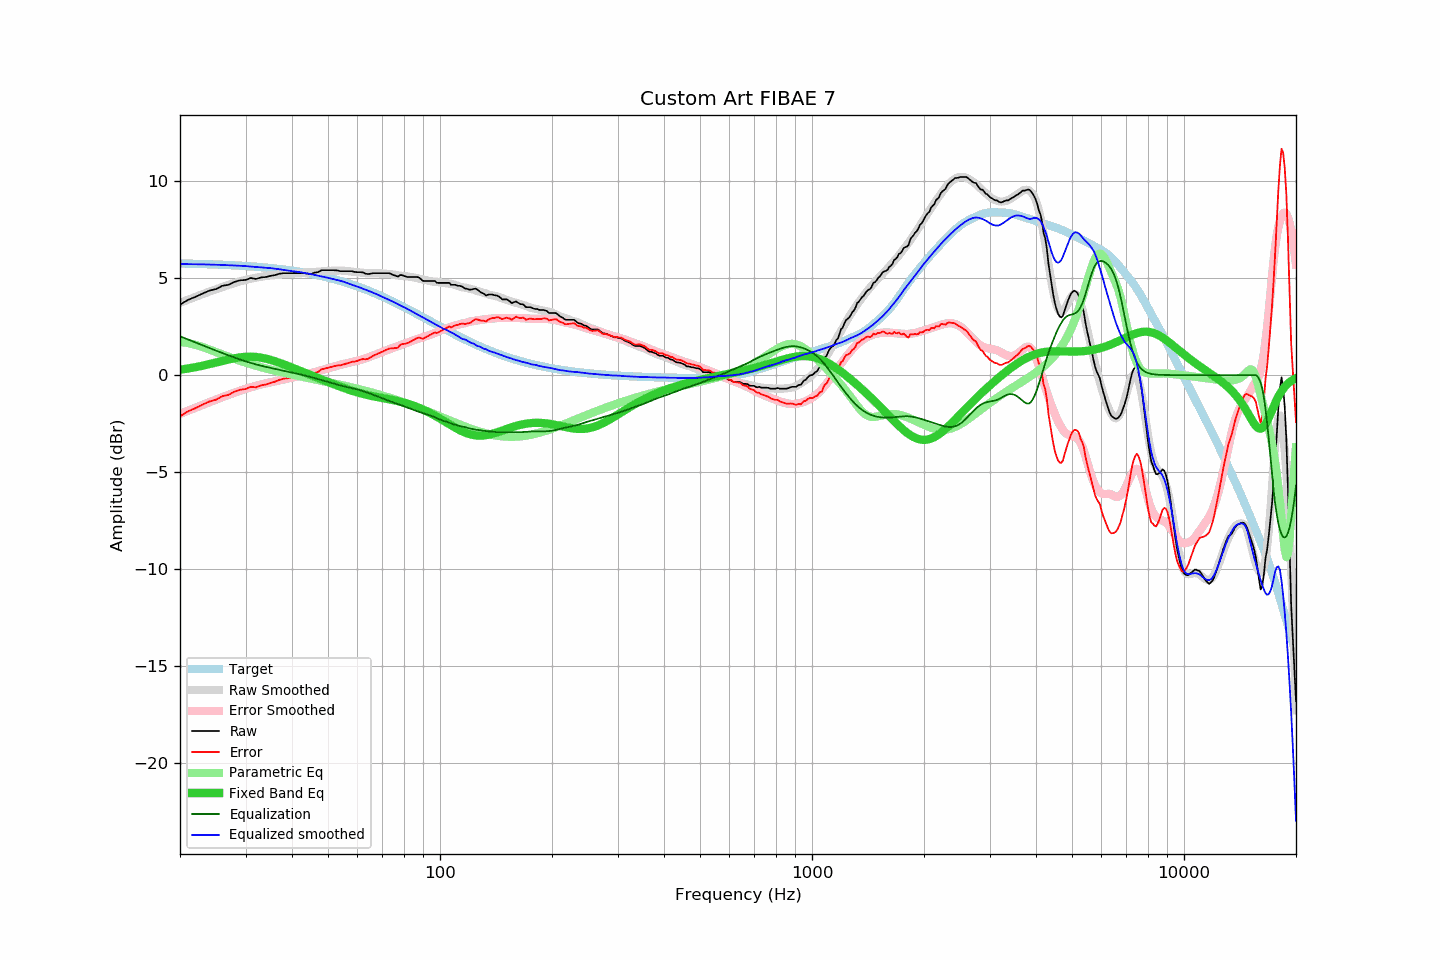 Custom Art FIBAE 7
Amplitude (dBr)
10
5
0
−5
−10
−15
−20
Target
Raw Smoothed
Error Smoothed
Raw
Error
Parametric Eq
Fixed Band Eq
Equalization
Equalized smoothed
100
1000
10000
Frequency (Hz)